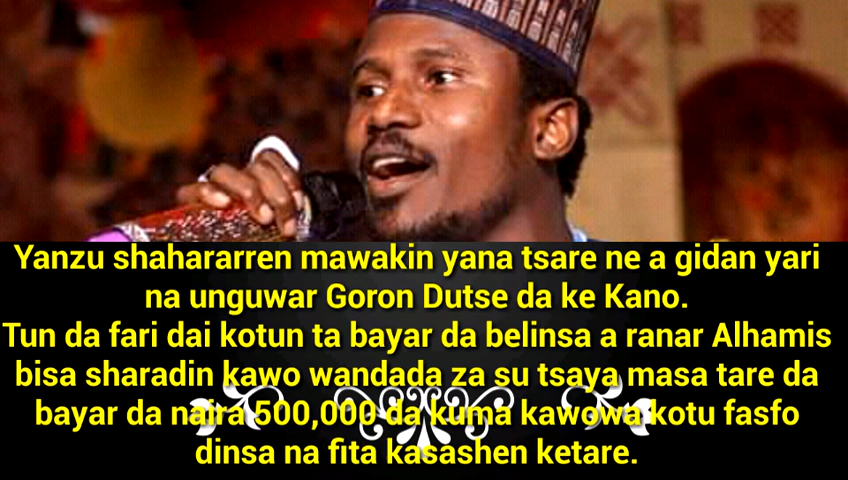 Yanzu shahararren mawakin yana tsare ne a gidan yari
na unguwar Goron Dutse da ke Kano.
Tun da fari dai kotun ta bayar da belinsa a ranar Alhamis
bisa sharadin kawo wandada za su tsaya masa tare da
bayar da naira 500,000 da kuma kawowa kotu fasfo
dinsa na fita kasashen ketare.